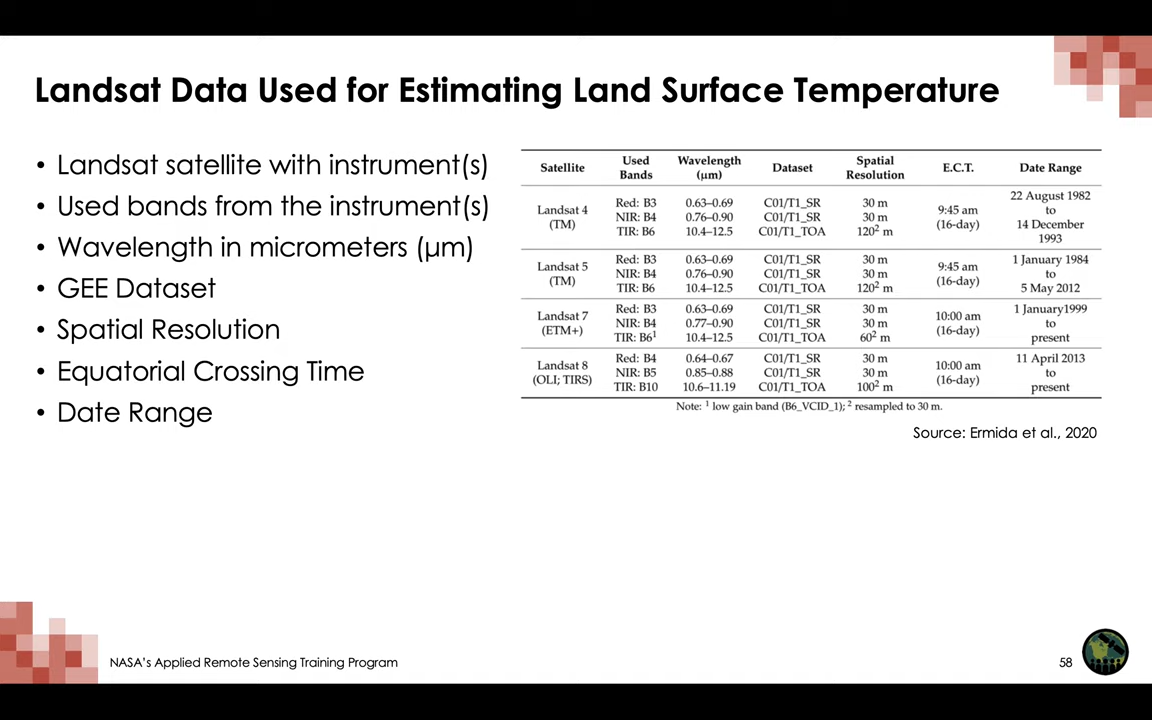 Landsat Data Used for Estimating Land Surface Temperature
• Landsat satellite with instrument(s)
• Used bands from the instrument(s)
• Wavelength in micrometers (μm)
• GEE Dataset
• Spatial Resolution
• Equatorial Crossing Time
• Date Range
Satellite Used Bands Wavelength (μm) Dataset Spatial Resolution E.C.T. Date Range
Landsat 4 (TM) 9:45 am (16-day) 22 August 1982 to 14 December 1993
Red: B3 0.63–0.69 C01/T1_SR 30 m
NIR: B4 0.76–0.90 C01/T1_SR 30 m
TIR: B6 10.4–12.5 C01/T1_TOA 120² m
Landsat 5 (TM) 9:45 am (16-day) 1 January 1984 to 5 May 2012
Red: B3 0.63–0.69 C01/T1_SR 30 m
NIR: B4 0.76–0.90 C01/T1_SR 30 m
TIR: B6 10.4–12.5 C01/T1_TOA 120² m
Landsat 7 (ETM+) 10:00 am (16-day) 1 January1999 to present
Red: B3 0.63–0.69 C01/T1_SR 30 m
NIR: B4 0.77–0.90 C01/T1_SR 30 m
TIR: B6¹ 10.4–12.5 C01/T1_TOA 60² m
Landsat 8 (OLI; TIRS) 10:00 am (16-day) 11 April 2013 to present
Red: B4 0.64–0.67 C01/T1_SR 30 m
NIR: B5 0.85–0.88 C01/T1_SR 30 m
TIR: B10 10.6–11.19 C01/T1_TOA 100² m
Note: ¹ low gain band (B6_VCID_1); ² resampled to 30 m.
Source: Ermida et al., 2020
NASA's Applied Remote Sensing Training Program
58